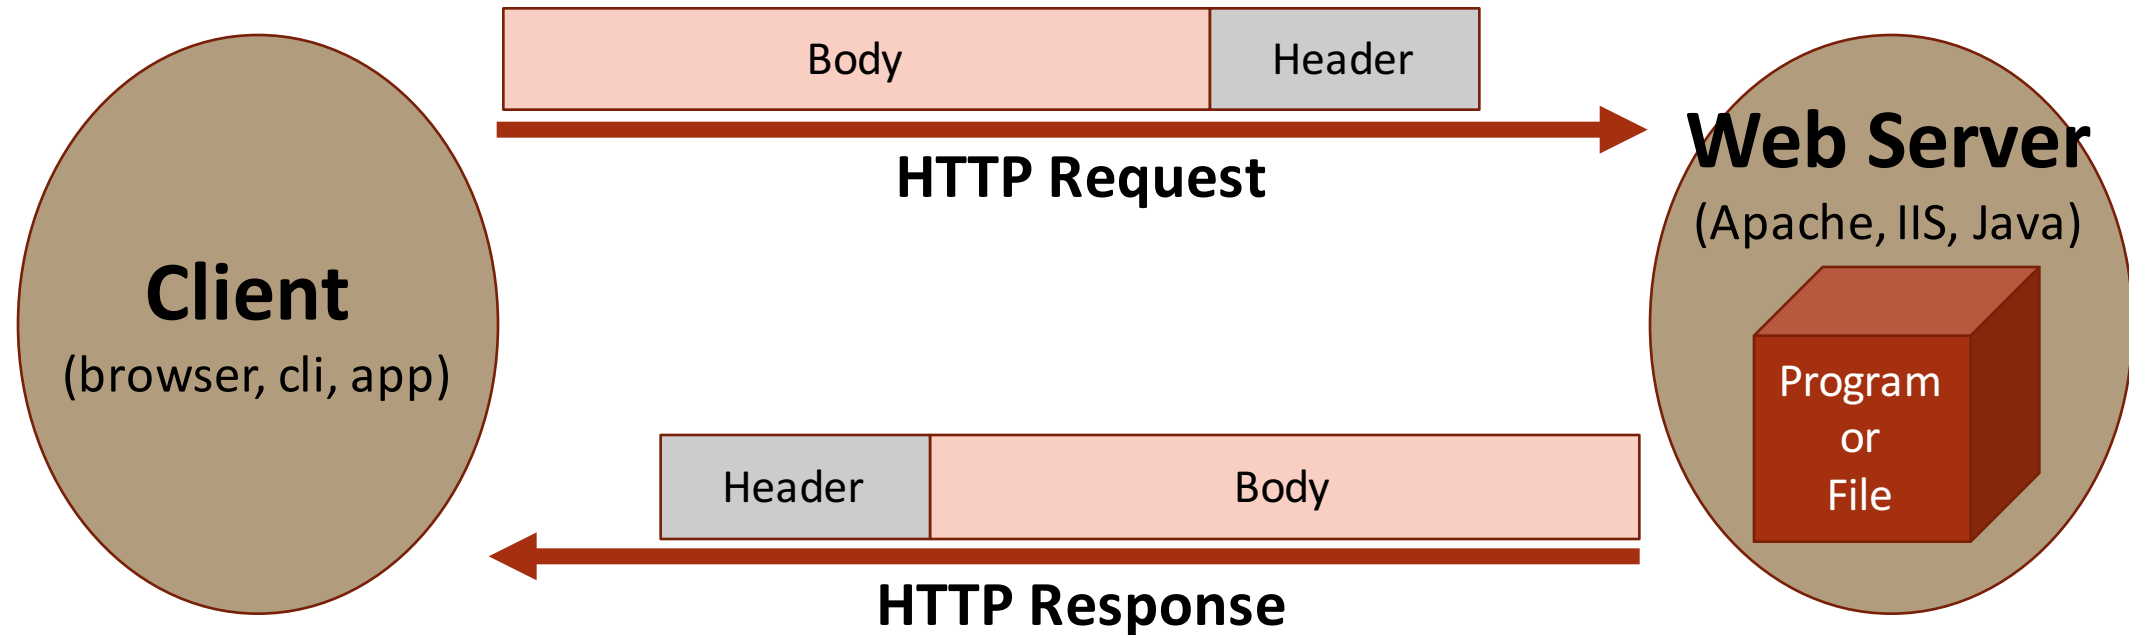 Body Header
HTTP Request
Client
(browser, cli, app)
Web Server
(Apache, IIS, Java)
Program
or
File
Header Body
HTTP Response